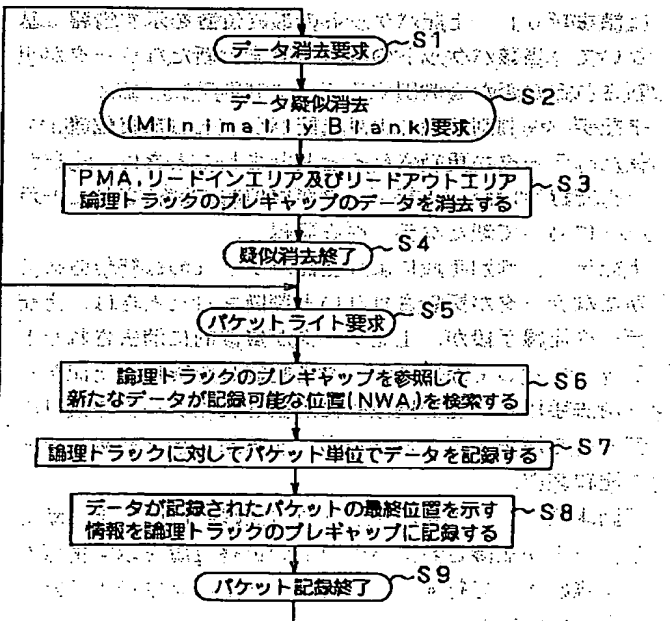 データ消去要求 S1
データ疑似消去 S2
(Minimally Blank)要求
PMA,リードインエリア及びリードアウトエリア S3
論理トラックのプレギャップのデータを消去する
疑似消去終了 S4
パケットライト要求 S5
論理トラックのプレギャップを参照して S6
新たなデータが記録可能な位置(NWA)を検索する
論理トラックに対してパケット単位でデータを記録する S7
データが記録されたパケットの最終位置を示す S8
情報を論理トラックのプレギャップに記録する
パケット記録終了 S9